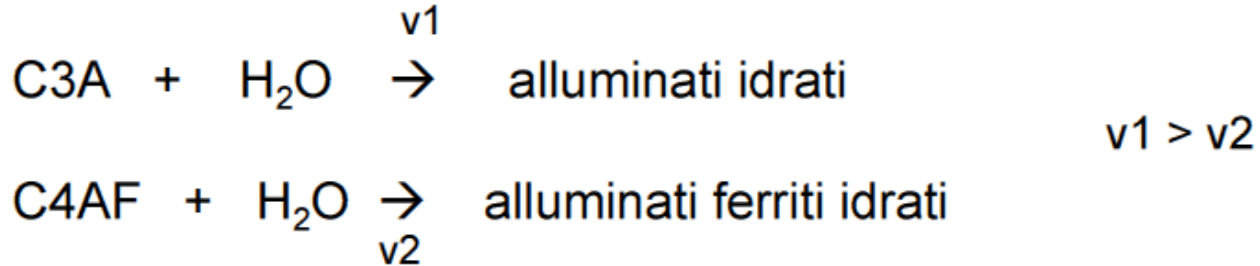 v1
C3A + H₂O → alluminati idrati
v1 > v2
C4AF + H₂O → alluminati ferriti idrati
v2